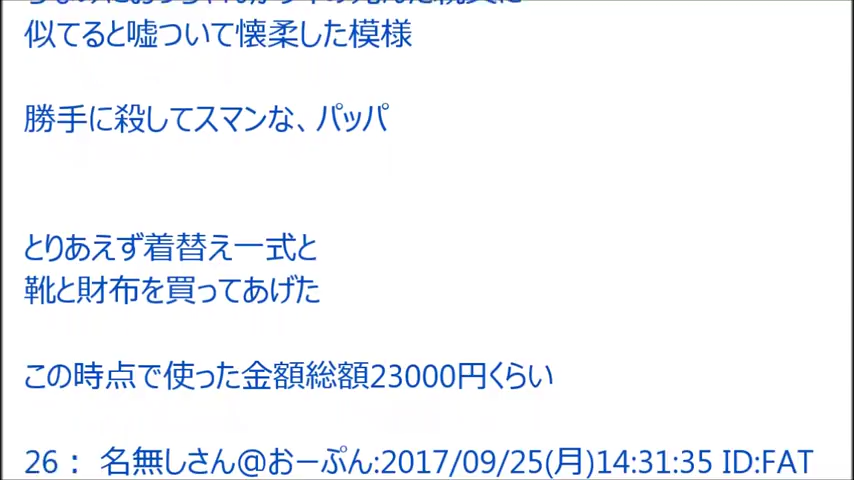 似てると嘘ついて懐柔した模様
勝手に殺してスマンな、パッパ
とりあえず着替え一式と
靴と財布を買ってあげた
この時点で使った金額総額23000円くらい
26： 名無しさん@おーぷん:2017/09/25(月)14:31:35 ID:FAT